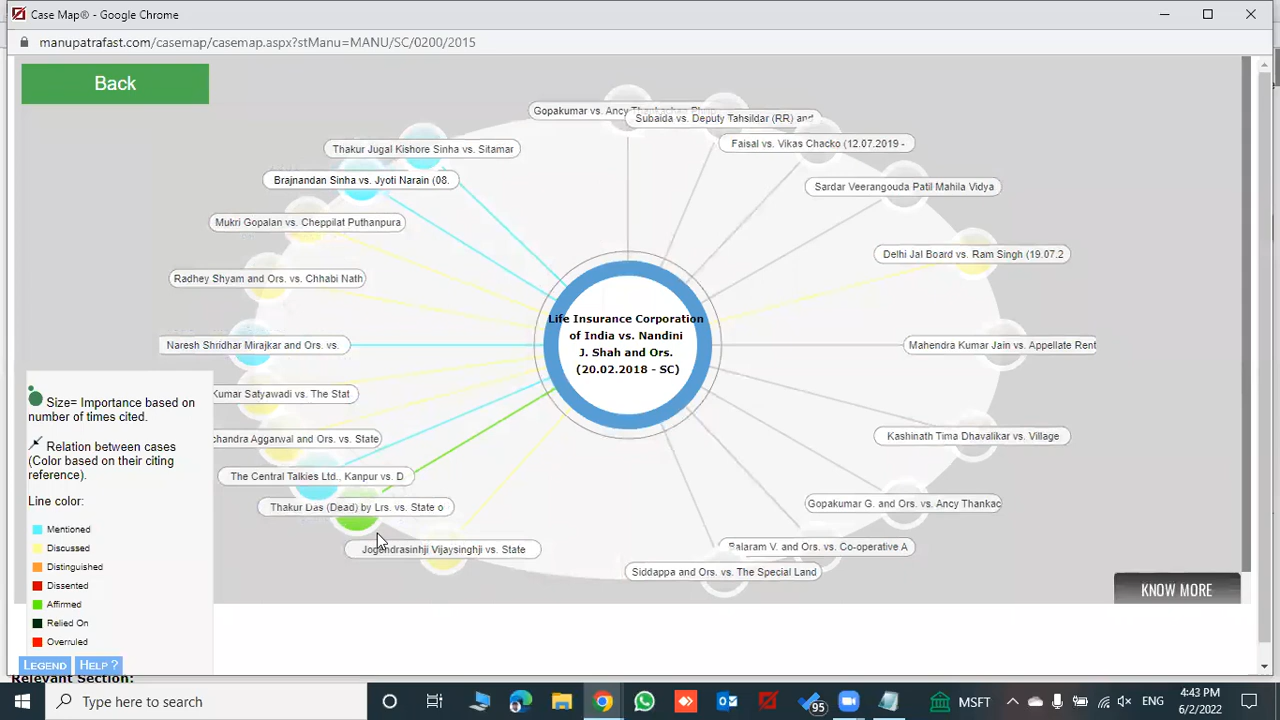 Case Map® - Google Chrome
manupatrafast.com/casemap/casemap.aspx?stManu=MANU/SC/0200/2015
Back
Gopakumar vs. Ancy
Subaida vs. Deputy Tahsildar (RR) and
Thakur Jugal Kishore Sinha vs. Sitamar
Faisal vs. Vikas Chacko (12.07.2019 -
Brajnandan Sinha vs. Jyoti Narain (08.
Sardar Veerangouda Patil Mahila Vidya
Mukri Gopalan vs. Cheppilat Puthanpura
Delhi Jal Board vs. Ram Singh (19.07.2
Radhey Shyam and Ors. vs. Chhabi Nath
Life Insurance Corporation
of India vs. Nandini
J. Shah and Ors.
(20.02.2018 - SC)
Naresh Shridhar Mirajkar and Ors. vs.
Mahendra Kumar Jain vs. Appellate Rent
Kumar Satyawadi vs. The Stat
chandra Aggarwal and Ors. vs. State
Kashinath Tima Dhavalikar vs. Village
The Central Talkies Ltd., Kanpur vs. D
Thakur Das (Dead) by Lrs. vs. State o
Gopakumar G. and Ors. vs. Ancy Thankac
Jogendrasinhji Vijaysinghji vs. State
Balaram V. and Ors. vs. Co-operative A
Siddappa and Ors. vs. The Special Land
Size= Importance based on
number of times cited.
Relation between cases
(Color based on their citing
reference).
Line color:
Mentioned
Discussed
Distinguished
Dissented
Affirmed
Relied On
Overruled
KNOW MORE
LEGEND HELP ?
Relevant Section:
Type here to search
95
MSFT
ENG
4:43 PM
6/2/2022